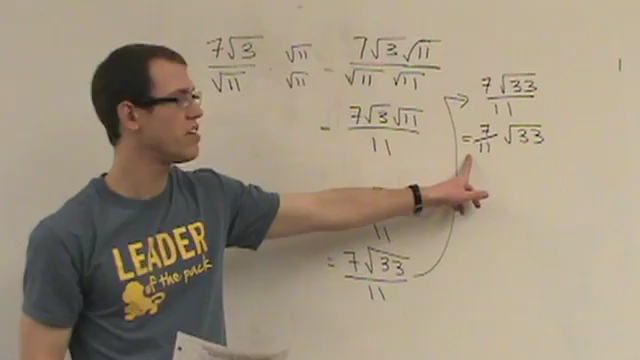 7√3/√11 · √11/√11 = 7√3 √11/√11 √11
= 7√3 √11/11
11
= 7√33/11
→ 7√33/11
= 7/11 √33
LEADER
of the pack